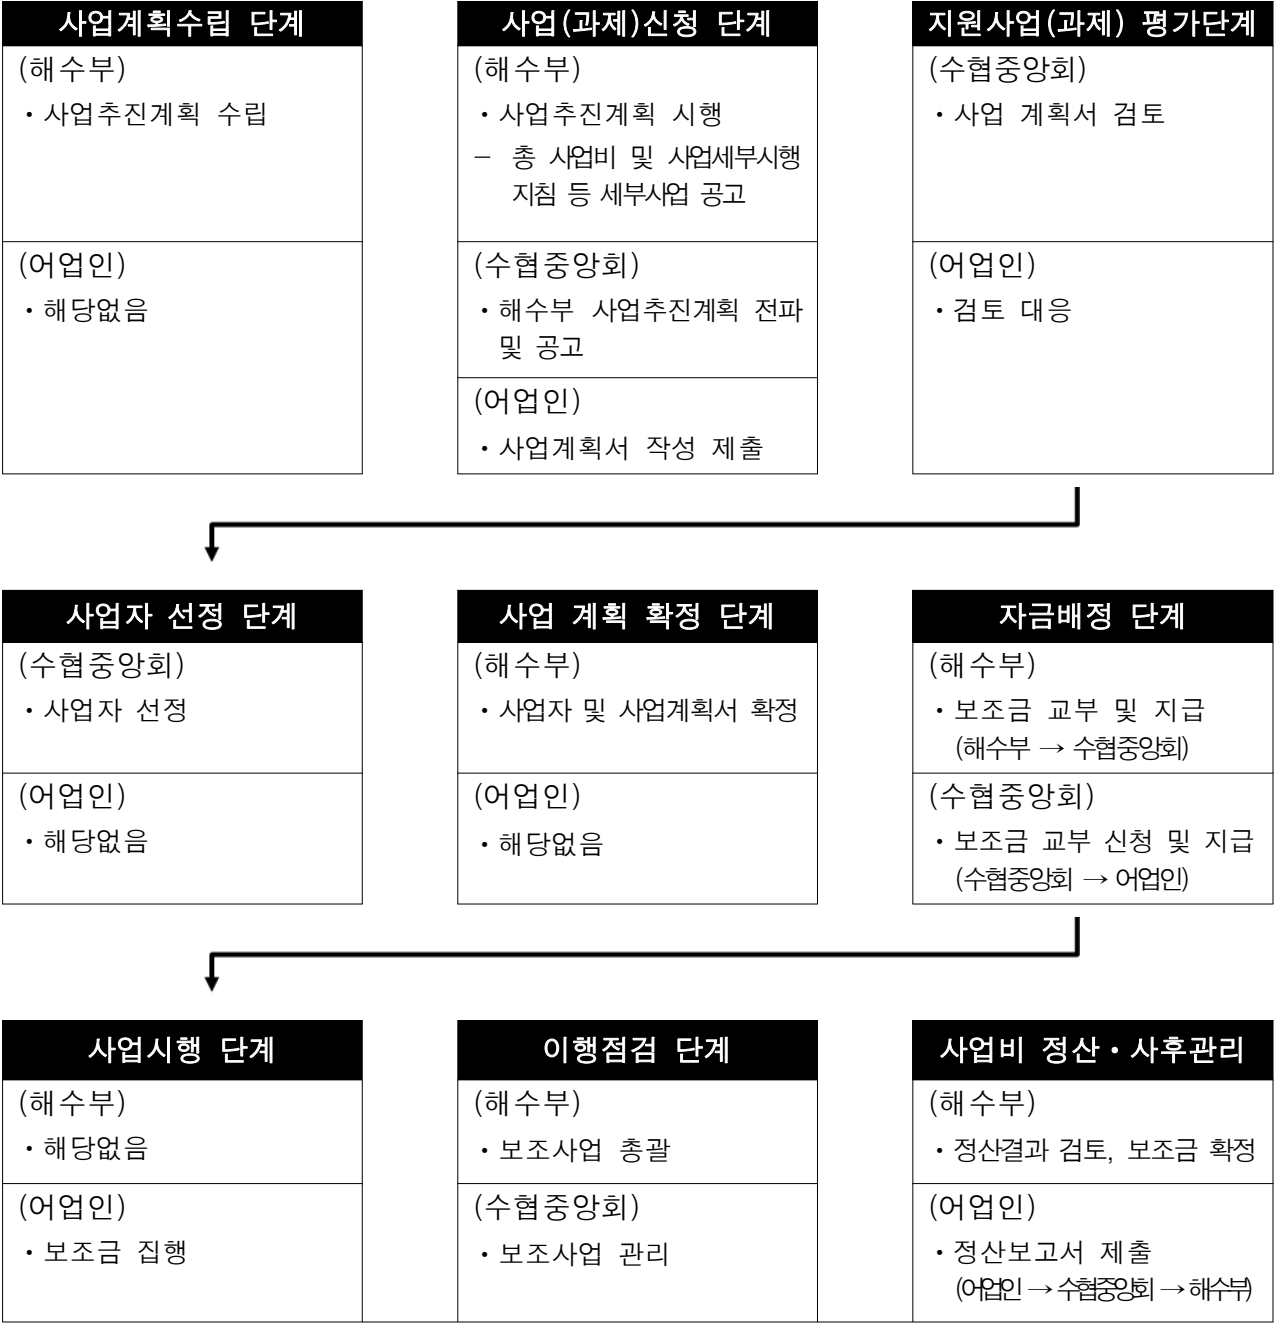 사업계획수립 단계
(해수부)
・사업추진계획 수립
(어업인)
・해당없음
사업(과제)신청 단계
(해수부)
・사업추진계획 시행
- 총 사업비 및 사업세부시행
지침 등 세부사업 공고
(수협중앙회)
・해수부 사업추진계획 전파
및 공고
(어업인)
・사업계획서 작성 제출
지원사업(과제) 평가단계
(수협중앙회)
・사업 계획서 검토
(어업인)
・검토 대응
사업자 선정 단계
(수협중앙회)
・사업자 선정
(어업인)
・해당없음
사업 계획 확정 단계
(해수부)
・사업자 및 사업계획서 확정
(어업인)
・해당없음
자금배정 단계
(해수부)
・보조금 교부 및 지급
(해수부 → 수협중앙회)
(수협중앙회)
・보조금 교부 신청 및 지급
(수협중앙회 → 어업인)
사업시행 단계
(해수부)
・해당없음
(어업인)
・보조금 집행
이행점검 단계
(해수부)
・보조사업 총괄
(수협중앙회)
・보조사업 관리
사업비 정산・사후관리
(해수부)
・정산결과 검토, 보조금 확정
(어업인)
・정산보고서 제출
(어업인 → 수협중앙회 → 해수부)